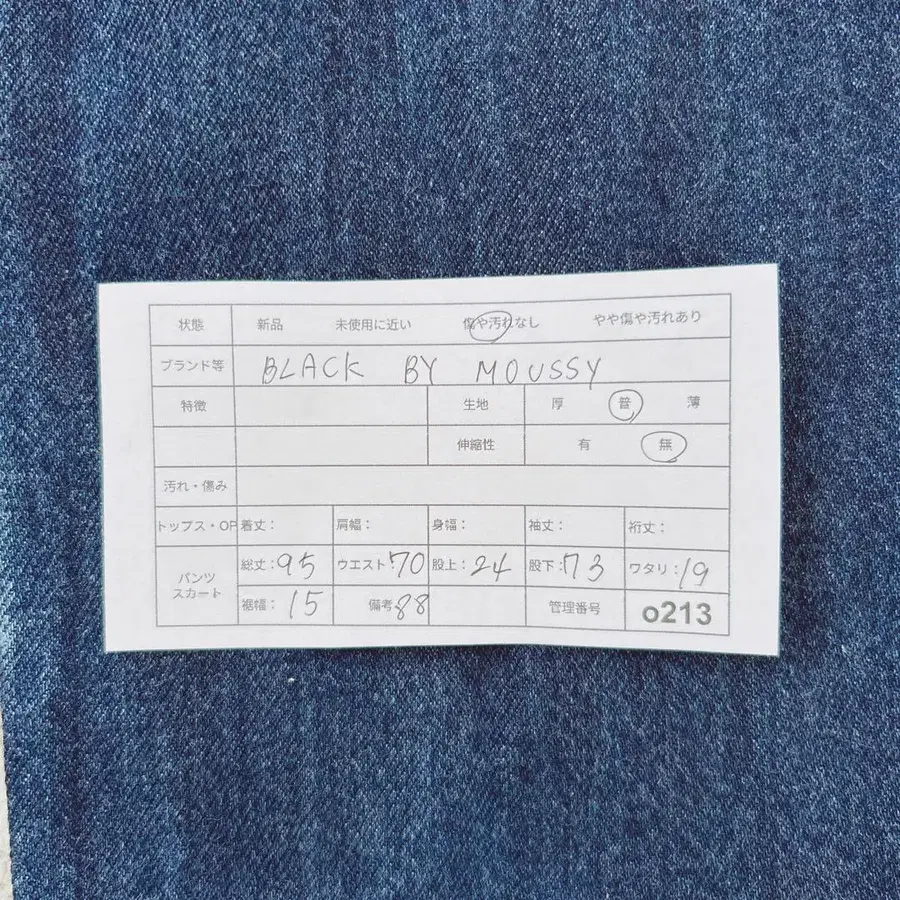 状態 新品 未使用に近い 傷や汚れなし やや傷や汚れあり
ブランド等 BLACK BY MOUSSY
特徴 生地 厚 普 薄
伸縮性 有 無
汚れ・傷み
トップス・OP 着丈: 肩幅: 身幅: 袖丈: 裄丈:
パンツ スカート 総丈:95 ウエスト:70 股上:24 股下:73 ワタリ:19
裾幅:15 備考88 管理番号 o213